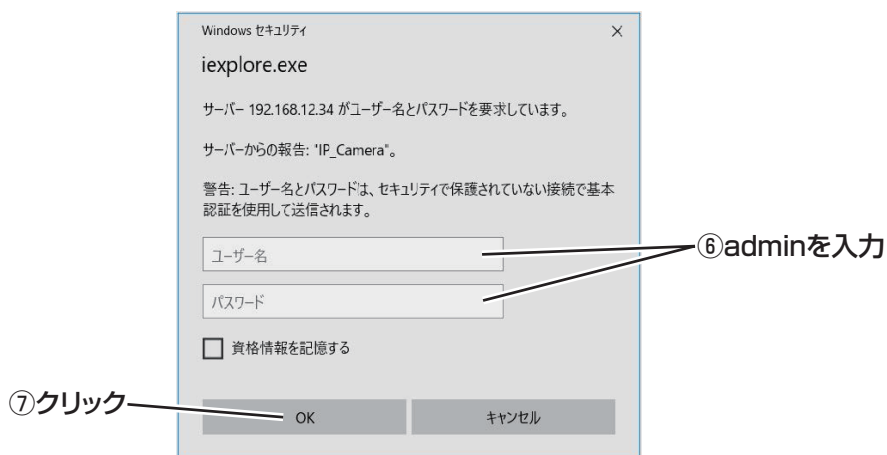 Windows セキュリティ
iexplore.exe
サーバー 192.168.12.34 がユーザー名とパスワードを要求しています。
サーバーからの報告: "IP_Camera"。
警告: ユーザー名とパスワードは、セキュリティで保護されていない接続で基本
認証を使用して送信されます。
ユーザー名
⑥adminを入力
パスワード
資格情報を記憶する
⑦クリック
OK
キャンセル